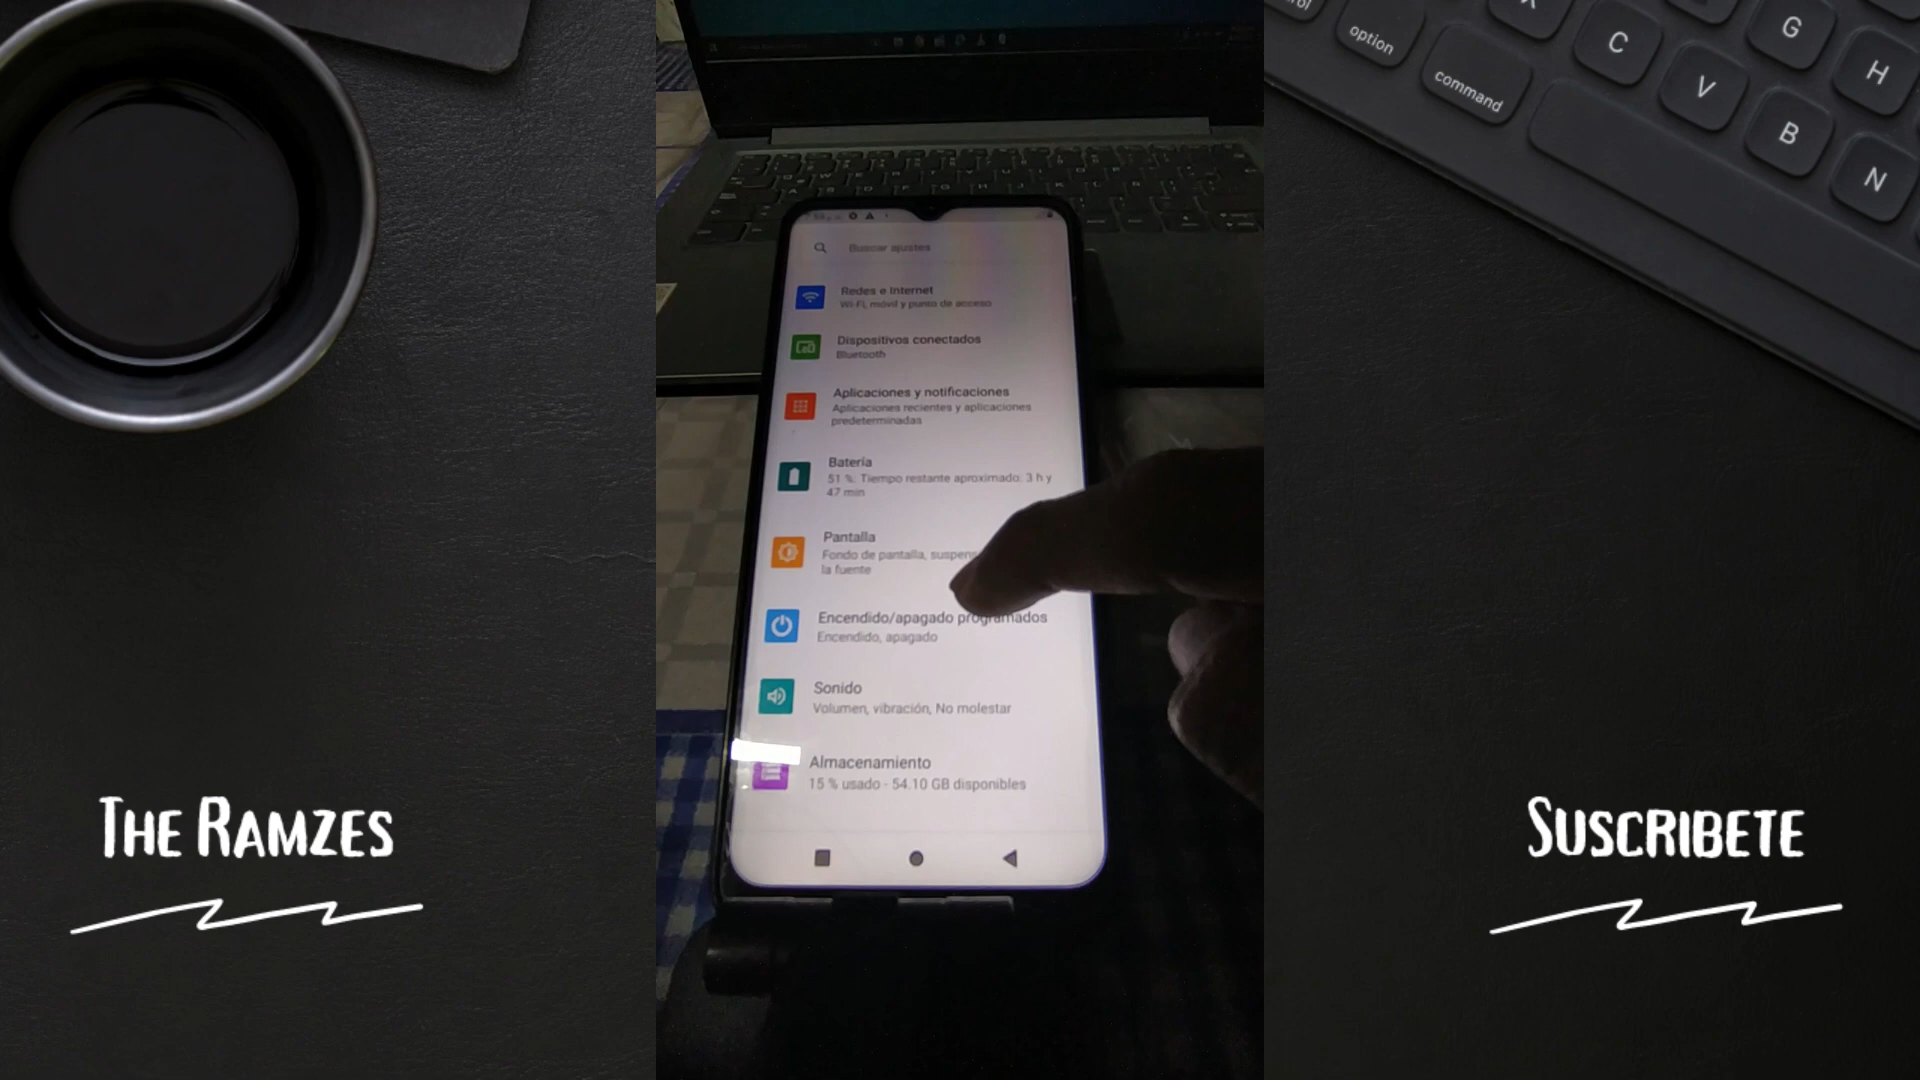 option
command
C
V
B
G
H
N
Buscar ajustes
Redes e Internet
Wi-Fi, móvil y punto de acceso
Dispositivos conectados
Bluetooth
Aplicaciones y notificaciones
Aplicaciones recientes y aplicaciones
predeterminadas
Batería
51 %: Tiempo restante aproximado: 3 h y
47 min
Pantalla
Fondo de pantalla,
la fuente
Encendido/apagado programados
Encendido, apagado
Sonido
Volumen, vibración, No molestar
Almacenamiento
15 % usado - 54.10 GB disponibles
THE RAMZES
SUSCRIBETE